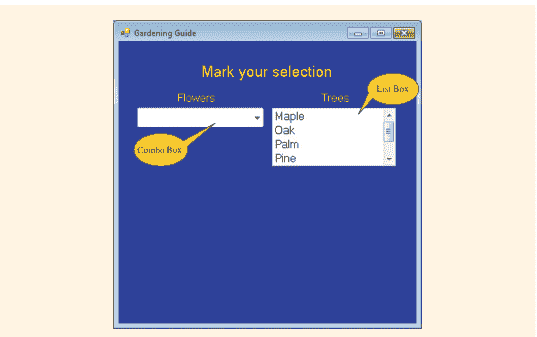 Gardening Guide
Mark your selection
Flowers
Trees
List Box
Maple
Oak
Palm
Pine
Combo Box